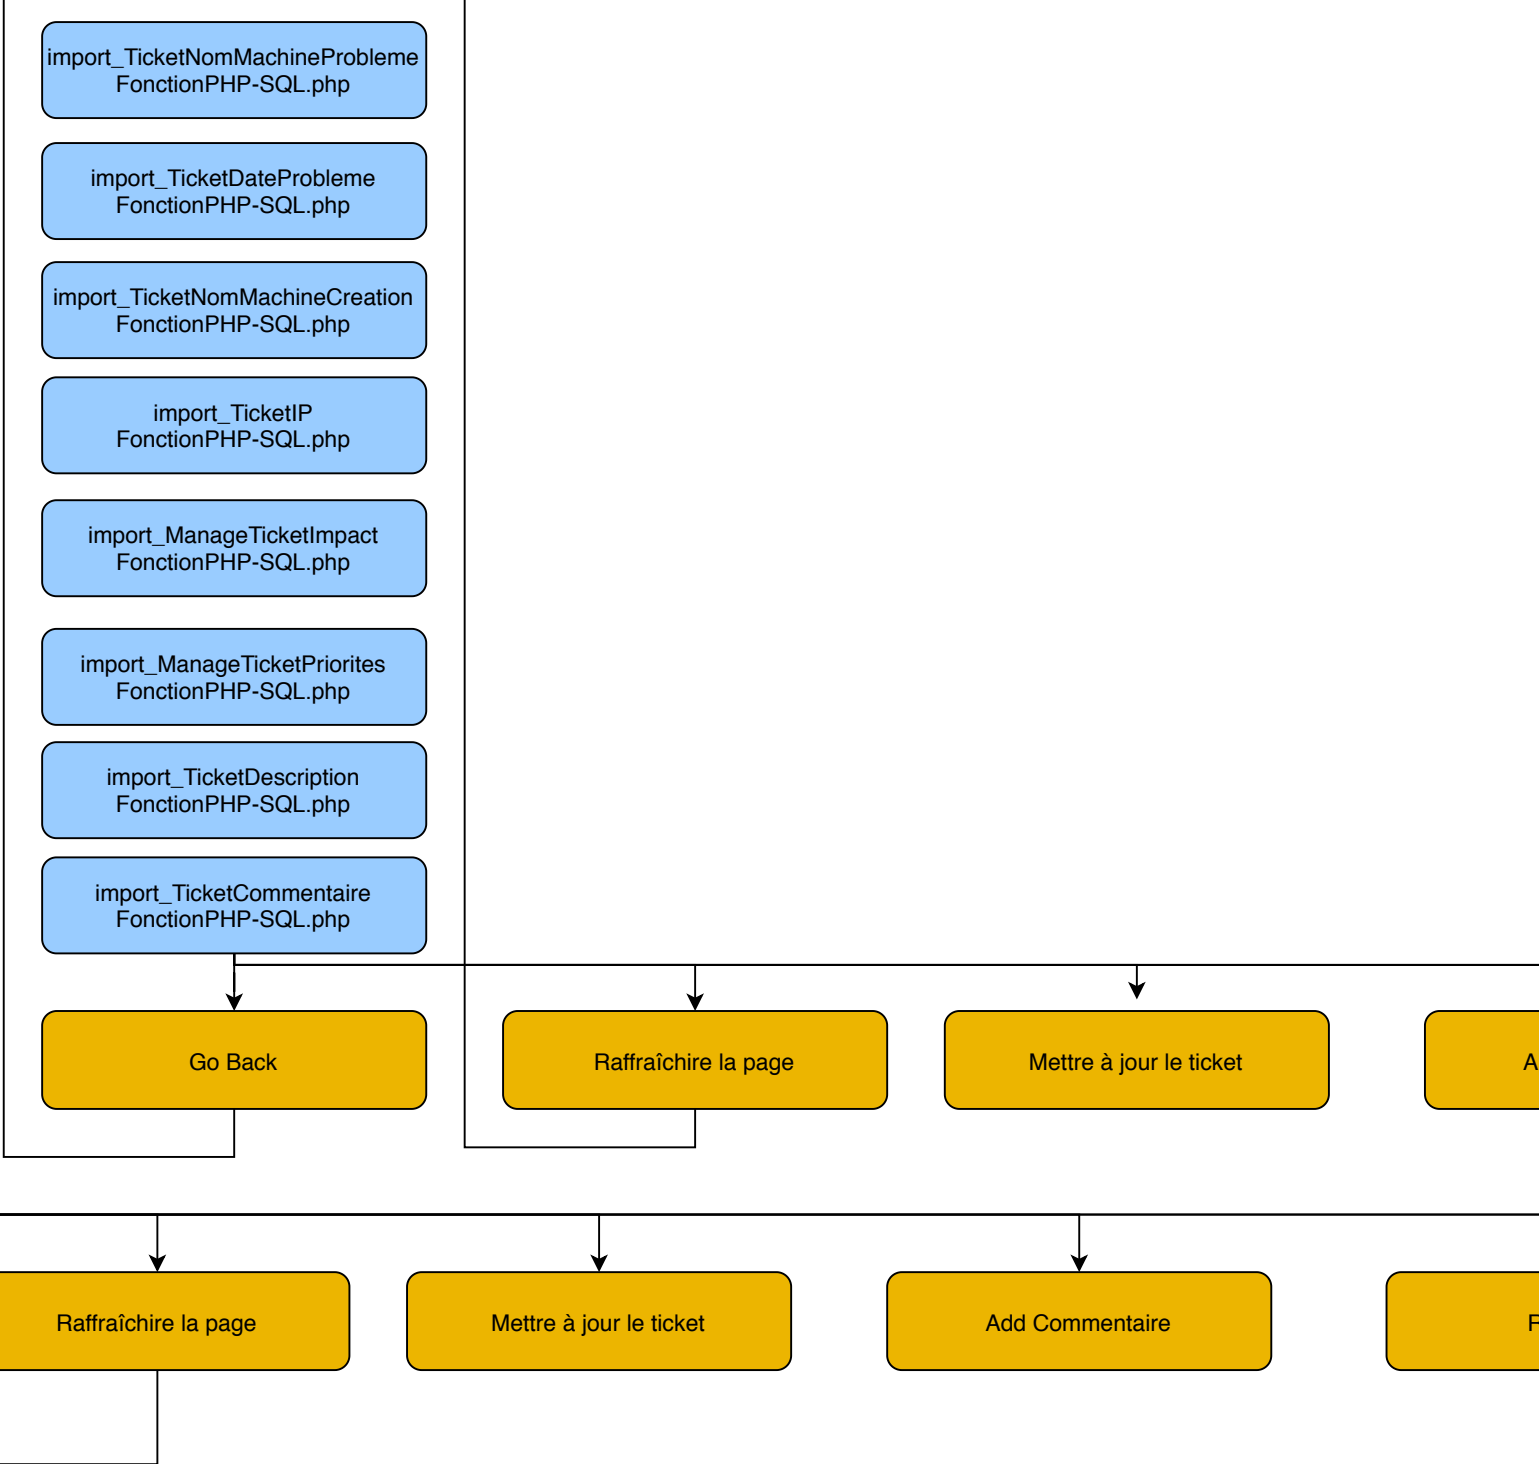 import_TicketNomMachineProbleme
FonctionPHP-SQL.php
import_TicketDateProbleme
FonctionPHP-SQL.php
import_TicketNomMachineCreation
FonctionPHP-SQL.php
import_TicketIP
FonctionPHP-SQL.php
import_ManageTicketImpact
FonctionPHP-SQL.php
import_ManageTicketPriorites
FonctionPHP-SQL.php
import_TicketDescription
FonctionPHP-SQL.php
import_TicketCommentaire
FonctionPHP-SQL.php
Go Back
Raffraîchire la page
Mettre à jour le ticket
Raffraîchire la page
Mettre à jour le ticket
Add Commentaire